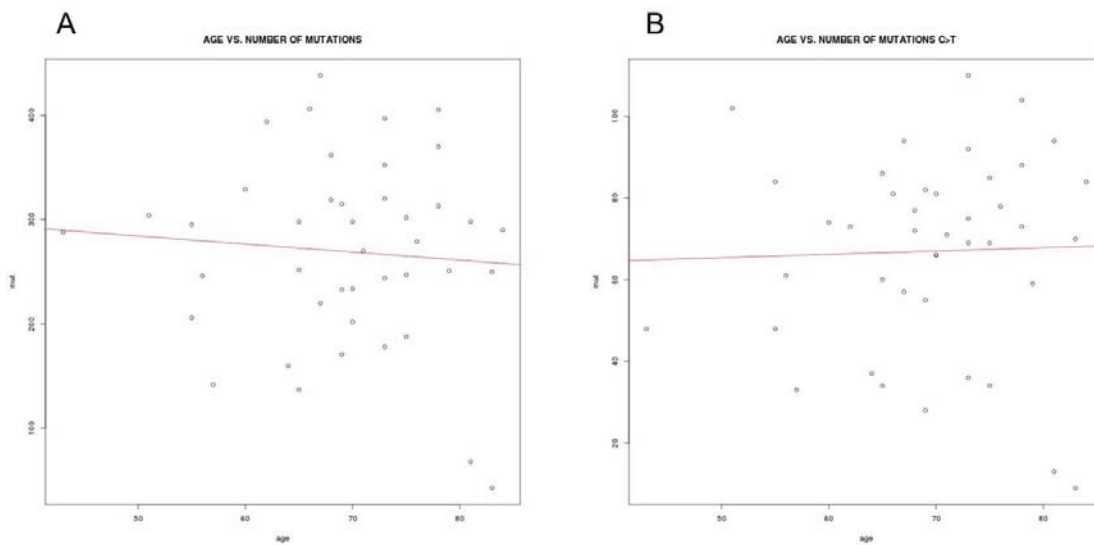 A
AGE VS. NUMBER OF MUTATIONS
400
300
200
100
mut
50
60
70
80
age
B
AGE VS. NUMBER OF MUTATIONS C>T
100
80
60
40
20
mut
50
60
70
80
age